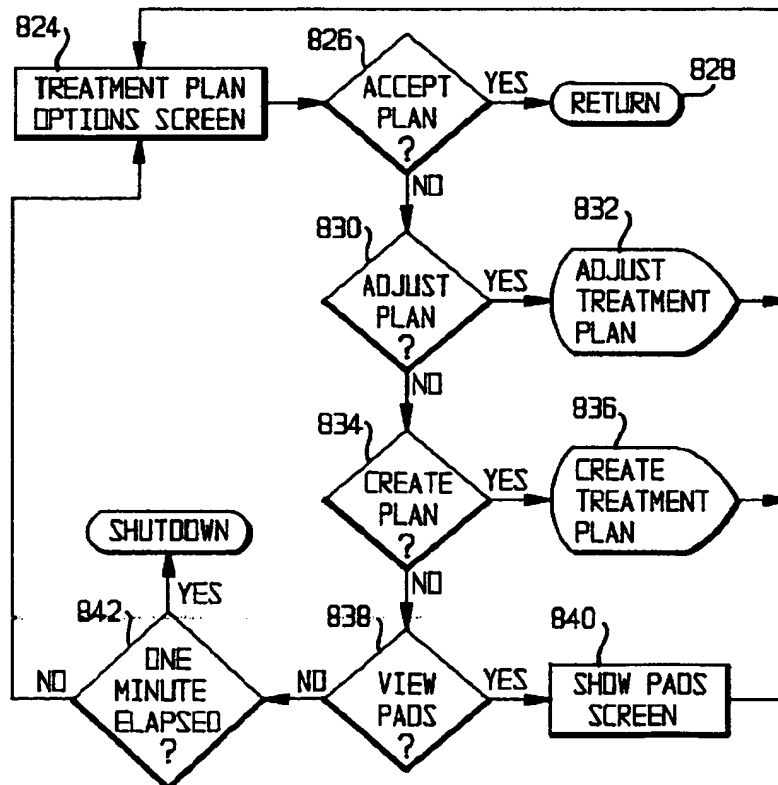 824
TREATMENT PLAN
OPTIONS SCREEN
826
ACCEPT
PLAN
?
YES
RETURN
828
NO
830
ADJUST
PLAN
?
YES
832
ADJUST
TREATMENT
PLAN
NO
834
CREATE
PLAN
?
YES
836
CREATE
TREATMENT
PLAN
NO
838
VIEW
PADS
?
YES
840
SHOW PADS
SCREEN
NO
842
ONE
MINUTE
ELAPSED
?
YES
SHUTDOWN
NO